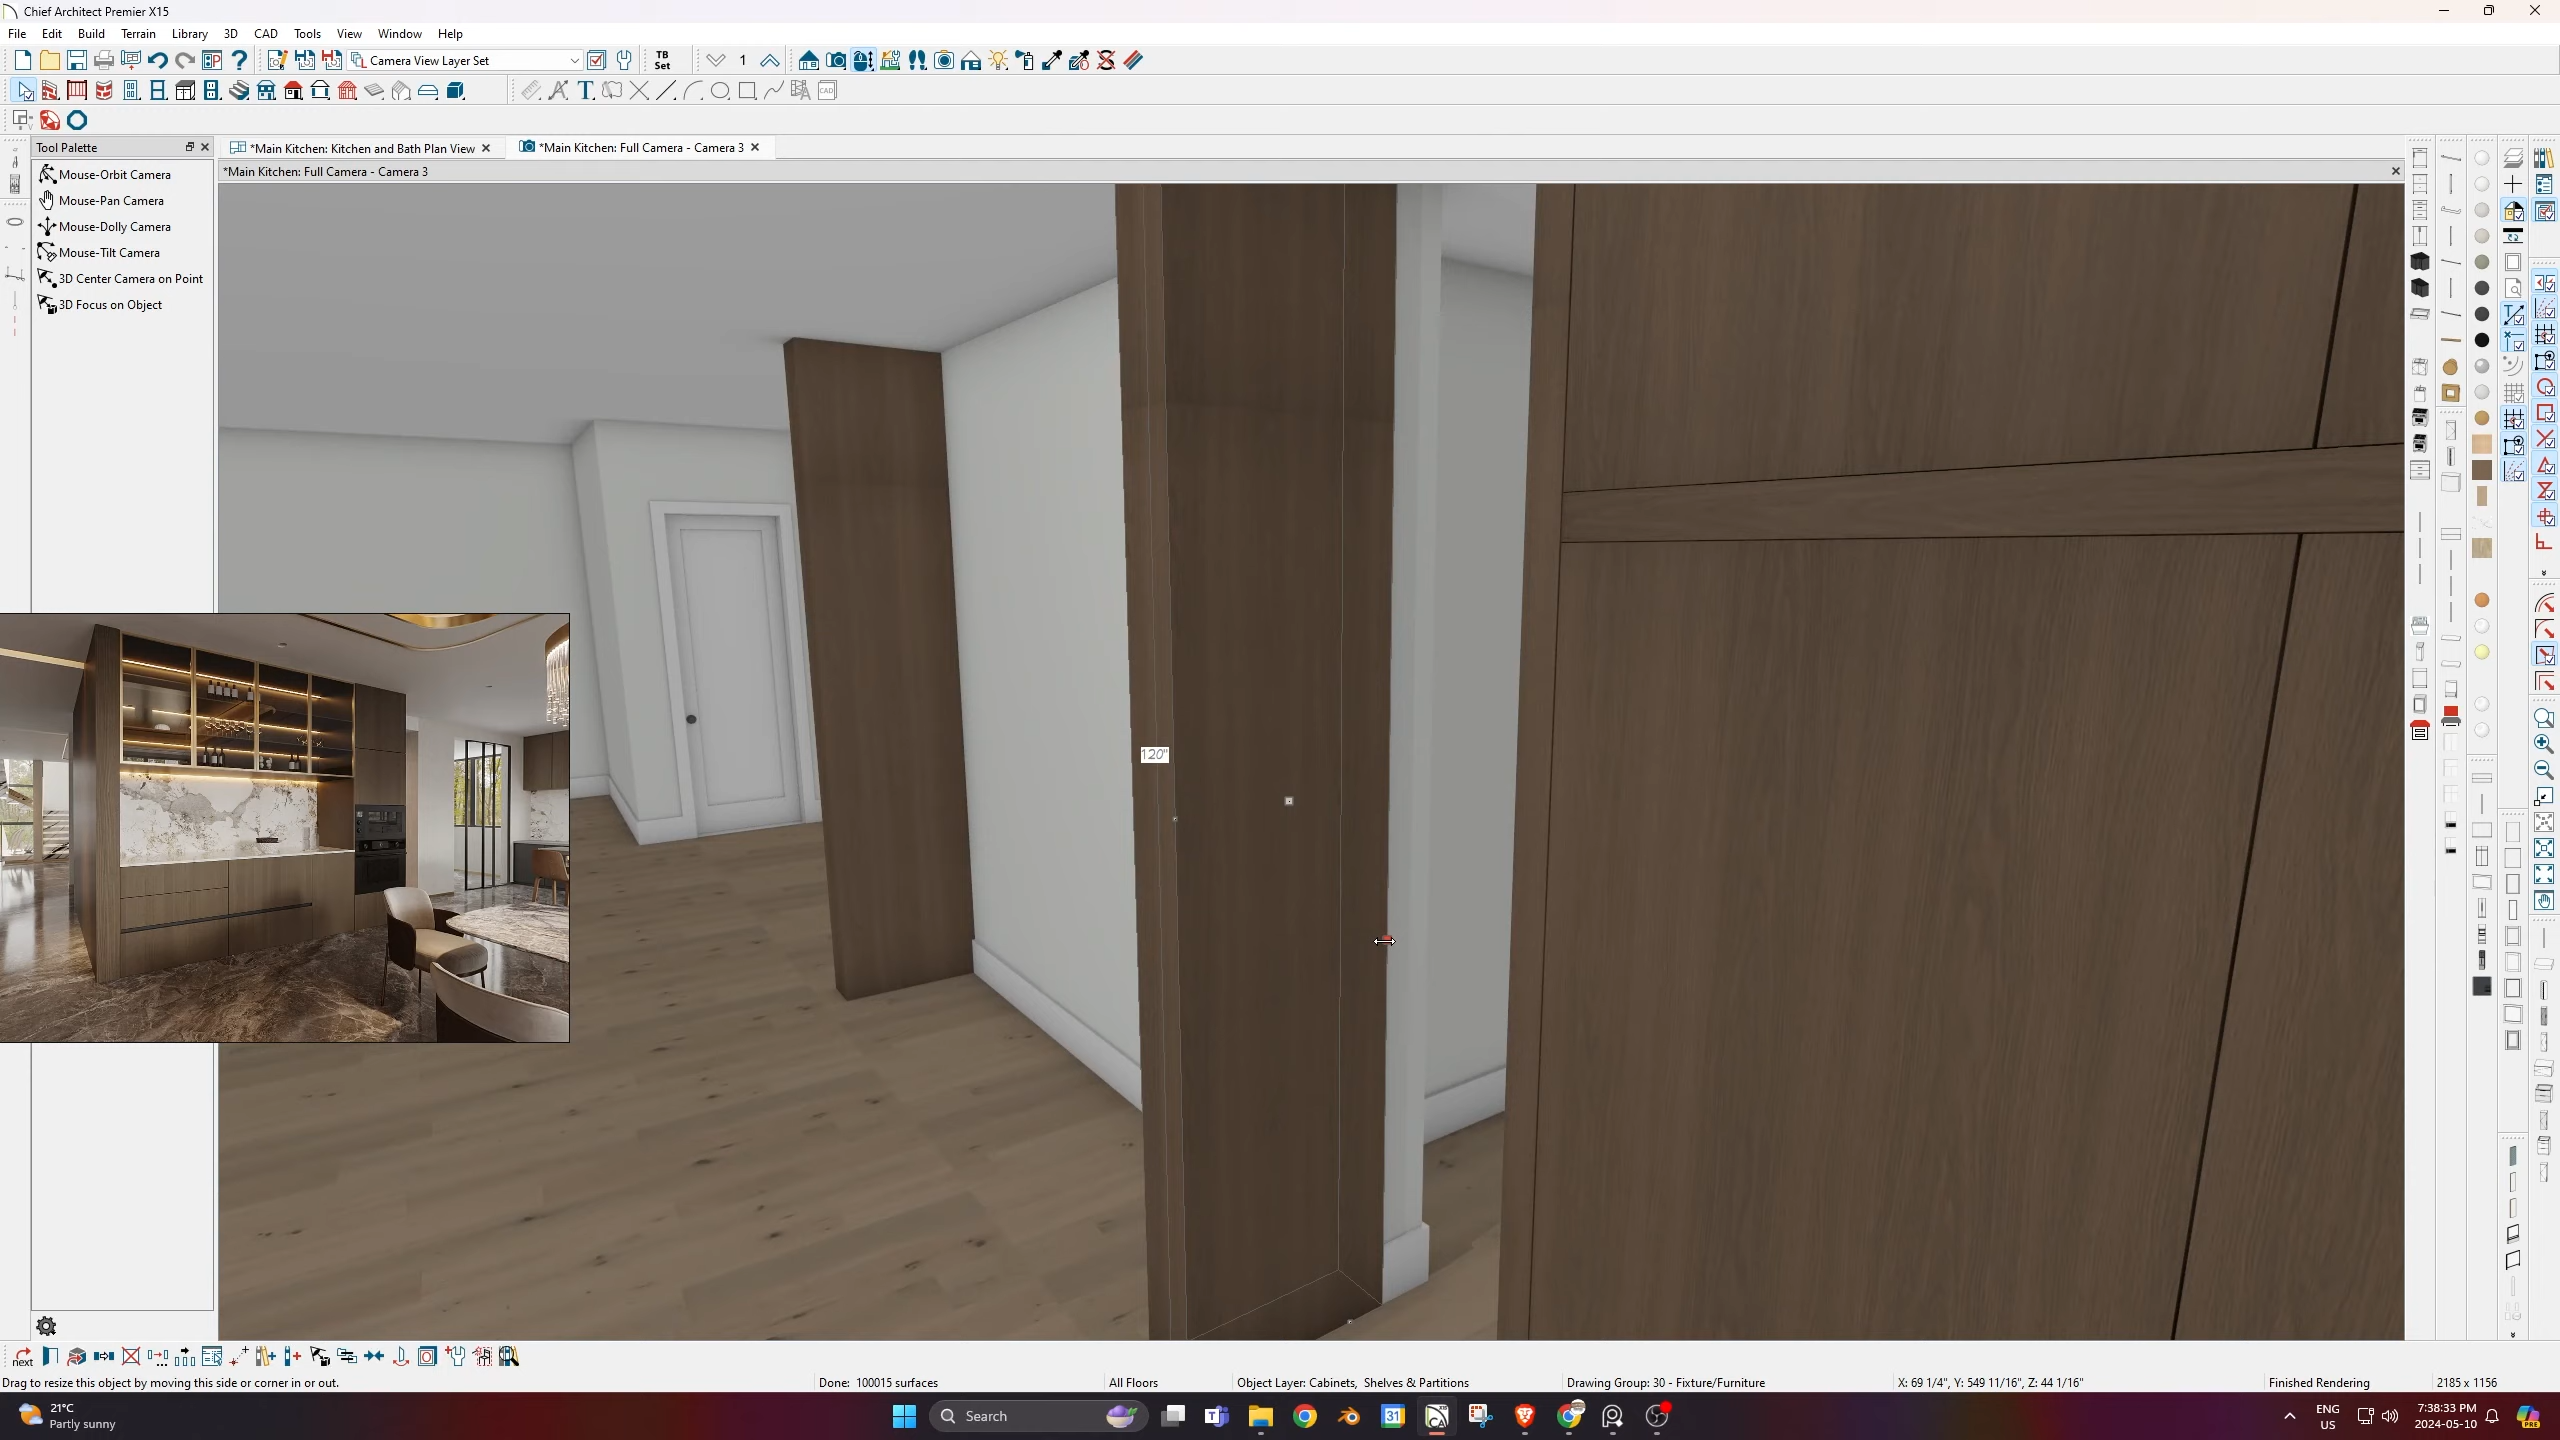 Chief Architect Premier X15
File Edit Build Terrain Library 3D CAD Tools View Window Help
Camera View Layer Set
TB Set
1
Tool Palette
*Main Kitchen: Kitchen and Bath Plan View
*Main Kitchen: Full Camera - Camera 3
*Main Kitchen: Full Camera - Camera 3
Mouse-Orbit Camera
Mouse-Pan Camera
Mouse-Dolly Camera
Mouse-Tilt Camera
3D Center Camera on Point
3D Focus on Object
120"
next
Drag to resize this object by moving this side or corner in or out.
Done: 100015 surfaces
All Floors
Object Layer: Cabinets, Shelves & Partitions
Drawing Group: 30 - Fixture/Furniture
X: 69 1/4", Y: 549 11/16", Z: 44 1/16"
Finished Rendering
2185 x 1156
21°C
Partly sunny
Search
31
ENG
US
7:38:33 PM
2024-05-10